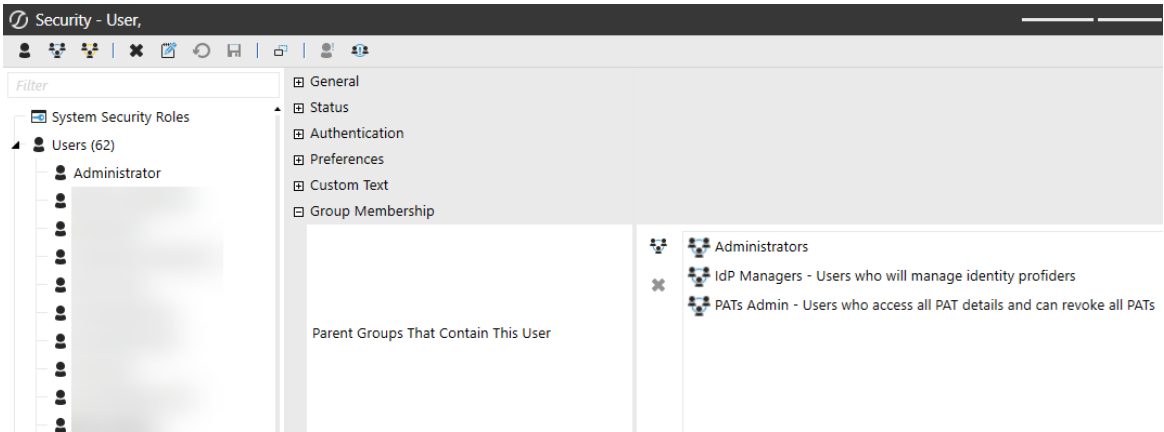 Security - User,
Filter
System Security Roles
Users (62)
Administrator
General
Status
Authentication
Preferences
Custom Text
Group Membership
Parent Groups That Contain This User
Administrators
IdP Managers - Users who will manage identity profiders
PATs Admin - Users who access all PAT details and can revoke all PATs